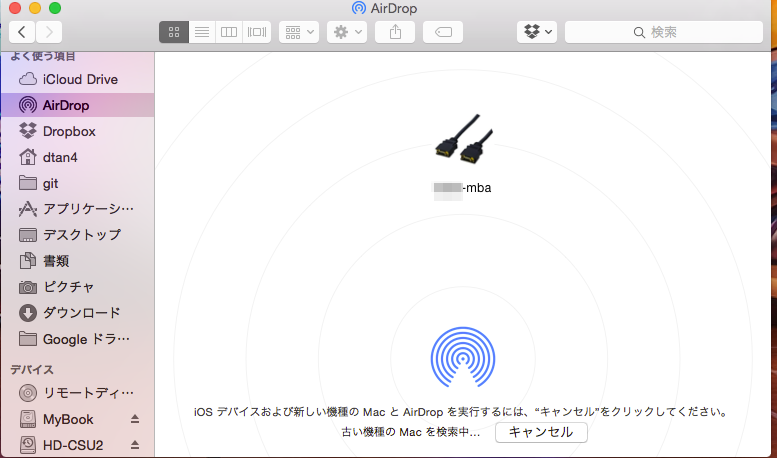 AirDrop
検索
よく使う項目
iCloud Drive
AirDrop
Dropbox
dtan4
git
アプリケーシ…
デスクトップ
書類
ピクチャ
ダウンロード
Google ドラ…
デバイス
リモートディ…
MyBook
HD-CSU2
-mba
iOS デバイスおよび新しい機種の Mac と AirDrop を実行するには、“キャンセル”をクリックしてください。
古い機種の Mac を検索中… キャンセル